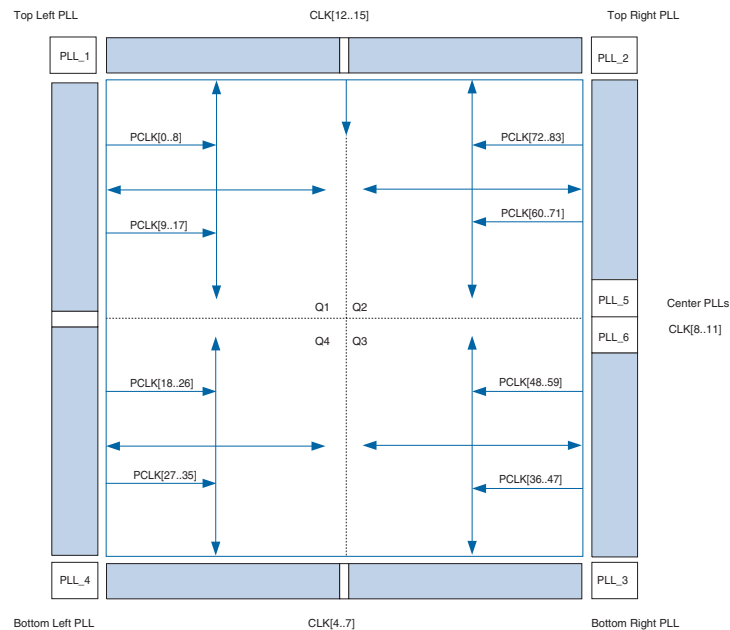 Top Left PLL
CLK[12..15]
Top Right PLL
PLL_1
PLL_2
PCLK[0..8]
PCLK[72..83]
PCLK[9..17]
PCLK[60..71]
PLL_5
Center PLLs
Q1
Q2
CLK[8..11]
PLL_6
Q4
Q3
PCLK[18..26]
PCLK[48..59]
PCLK[27..35]
PCLK[36..47]
PLL_4
PLL_3
Bottom Left PLL
CLK[4..7]
Bottom Right PLL